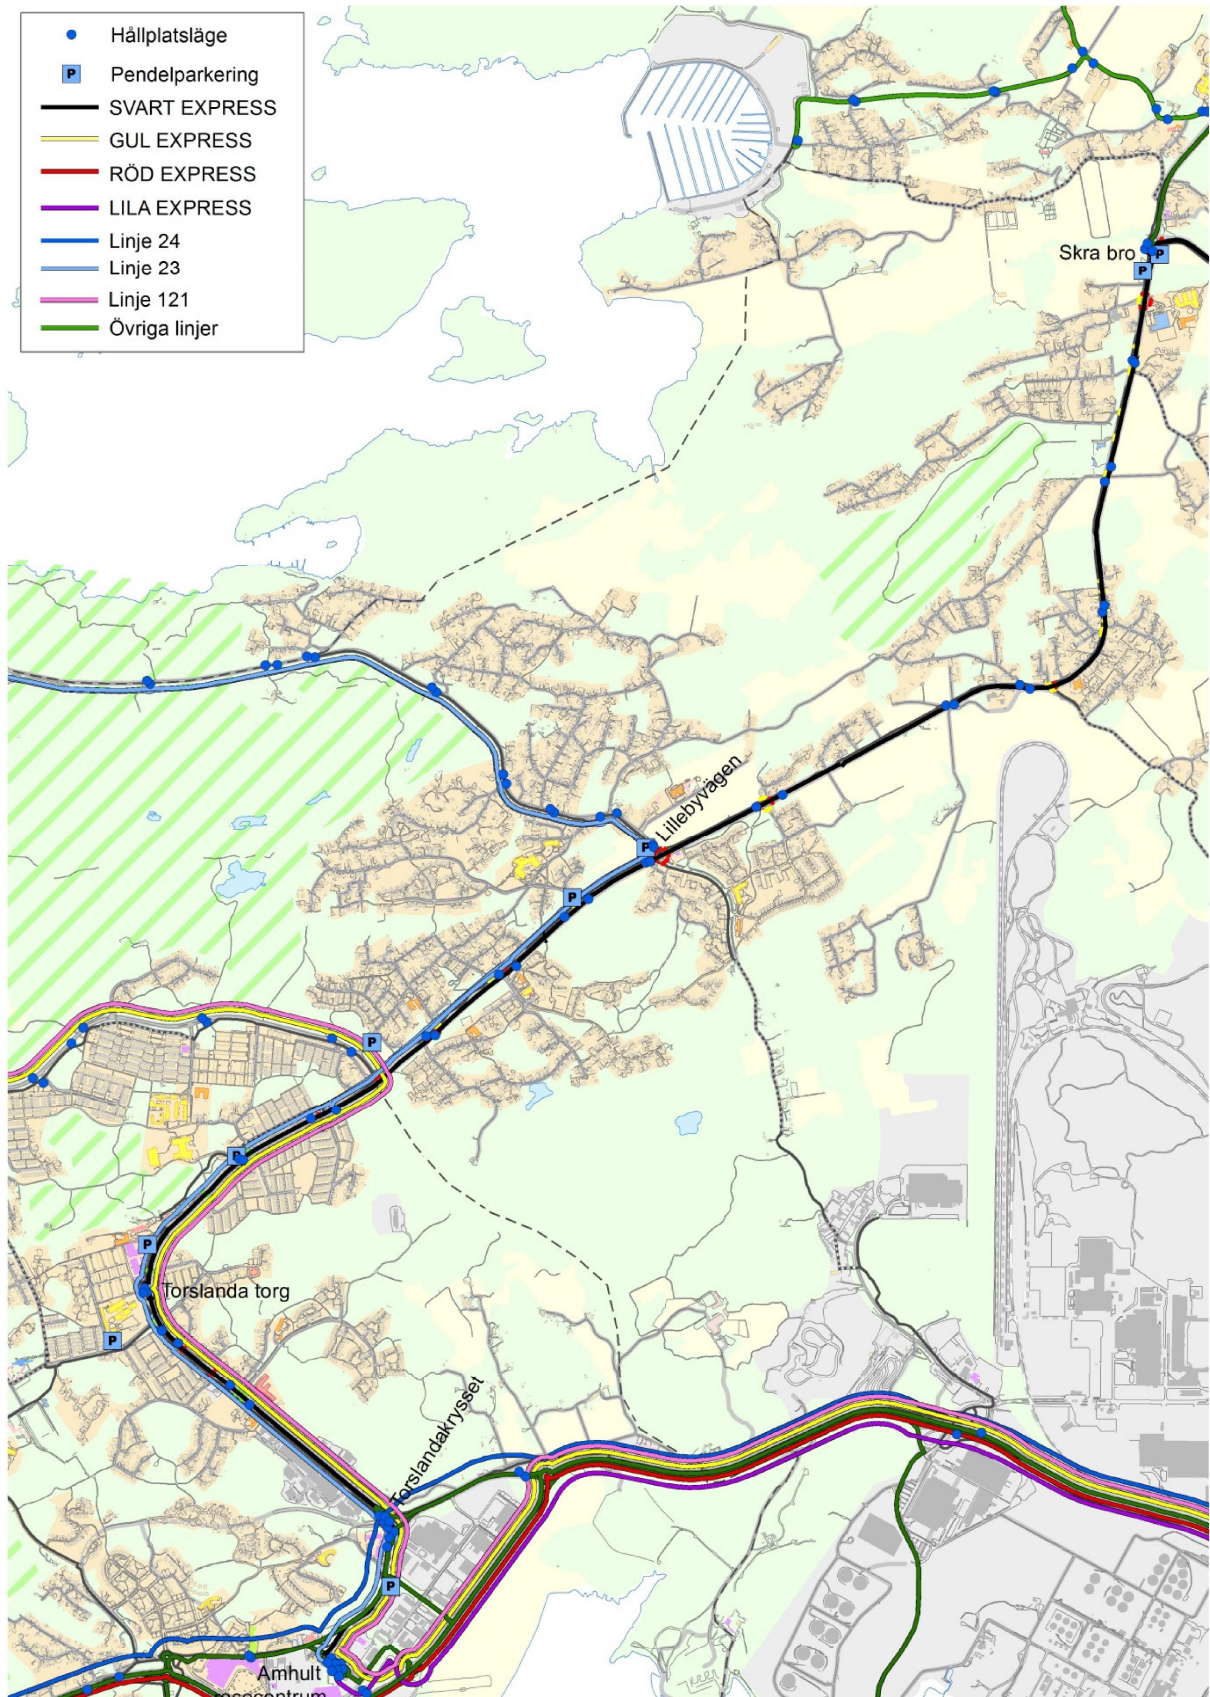 Hållplatsläge
P Pendelparkering
SVART EXPRESS
GUL EXPRESS
RÖD EXPRESS
LILA EXPRESS
Linje 24
Linje 23
Linje 121
Övriga linjer
Skra bro
P
P
Lillebyvägen
P
P
P
P
P
Torslanda torg
P
Torslandakrysset
P
Amhult
resecentrum